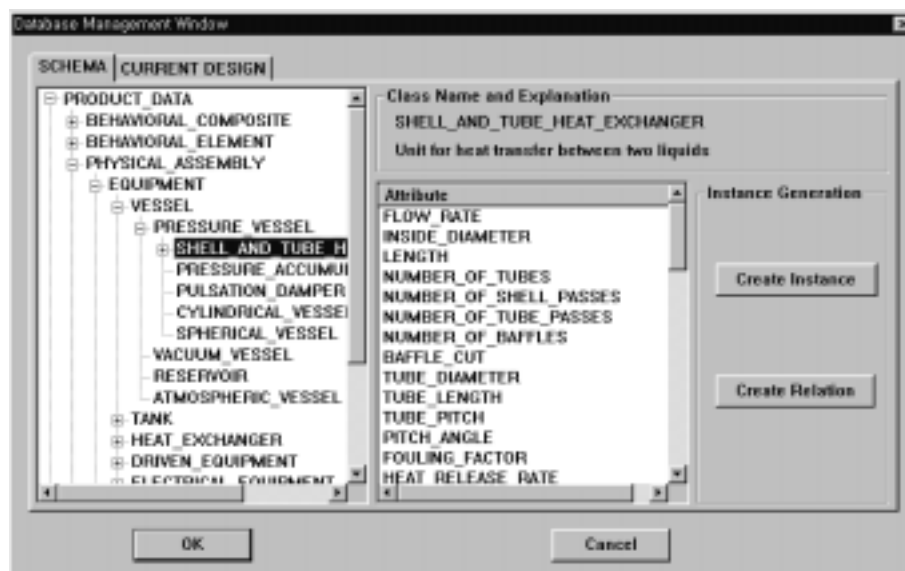 Database Management Window
SCHEMA
CURRENT DESIGN
PRODUCT_DATA
BEHAVIORAL_COMPOSITE
BEHAVIORAL_ELEMENT
PHYSICAL_ASSEMBLY
EQUIPMENT
VESSEL
PRESSURE_VESSEL
SHELL_AND_TUBE_H
PRESSURE_ACCUMUL
PULSATION_DAMPER
CYLINDRICAL_VESSEL
SPHERICAL_VESSEL
VACUUM_VESSEL
RESERVOIR
ATMOSPHERIC_VESSEL
TANK
HEAT_EXCHANGER
DRIVEN_EQUIPMENT
ELECTRICAL_EQUIPMENT
Class Name and Explanation
SHELL_AND_TUBE_HEAT_EXCHANGER
Unit for heat transfer between two liquids
Attribute
FLOW_RATE
INSIDE_DIAMETER
LENGTH
NUMBER_OF_TUBES
NUMBER_OF_SHELL_PASSES
NUMBER_OF_TUBE_PASSES
NUMBER_OF_BAFFLES
BAFFLE_CUT
TUBE_DIAMETER
TUBE_LENGTH
TUBE_PITCH
PITCH_ANGLE
FOULING_FACTOR
HEAT_RELEASE_RATE
Instance Generation
Create Instance
Create Relation
OK
Cancel